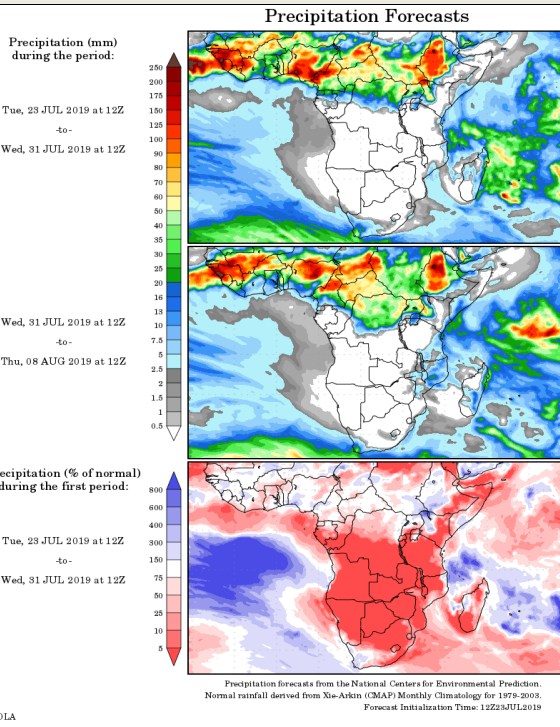 Precipitation Forecasts
Precipitation (mm)
during the period:
Tue, 23 JUL 2019 at 12Z
-to-
Wed, 31 JUL 2019 at 12Z
250
200
175
150
125
100
90
80
70
60
50
40
35
30
25
20
16
13
10
7.5
5
2.5
2
1.5
1
0.5
Wed, 31 JUL 2019 at 12Z
-to-
Thu, 08 AUG 2019 at 12Z
ecipitation (% of normal)
during the first period:
800
600
400
300
150
75
50
25
10
5
Tue, 23 JUL 2019 at 12Z
-to-
Wed, 31 JUL 2019 at 12Z
Precipitation forecasts from the National Centers for Environmental Prediction.
Normal rainfall derived from Xie-Arkin (CMAP) Monthly Climatology for 1979-2003.
Forecast Initialization Time: 12Z23JUL2019
OLA